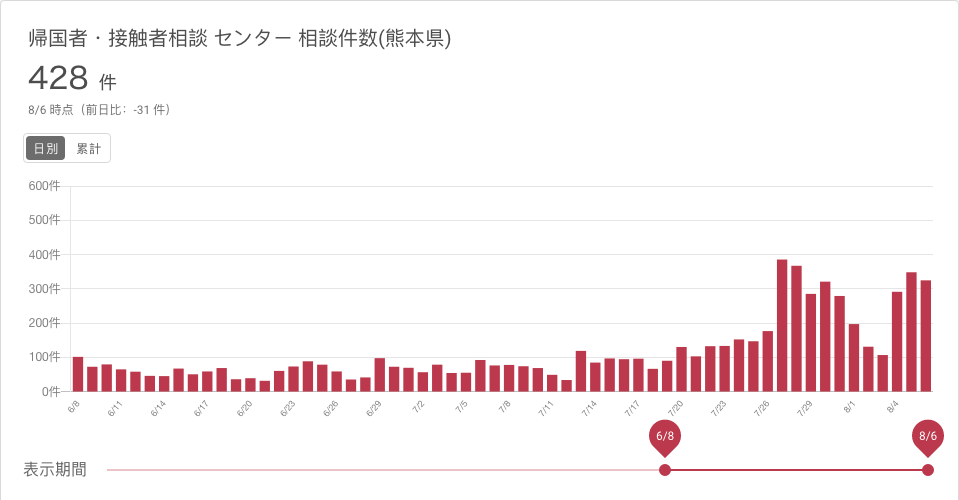 帰国者・接触者相談 センター 相談件数(熊本県)
428 件
8/6 時点（前日比: -31 件）
日別 累計
600件
500件
400件
300件
200件
100件
0件
6/8 6/11 6/14 6/17 6/20 6/23 6/26 6/29 7/2 7/5 7/8 7/11 7/14 7/17 7/20 7/23 7/26 7/29 8/1 8/4
6/8 8/6
表示期間